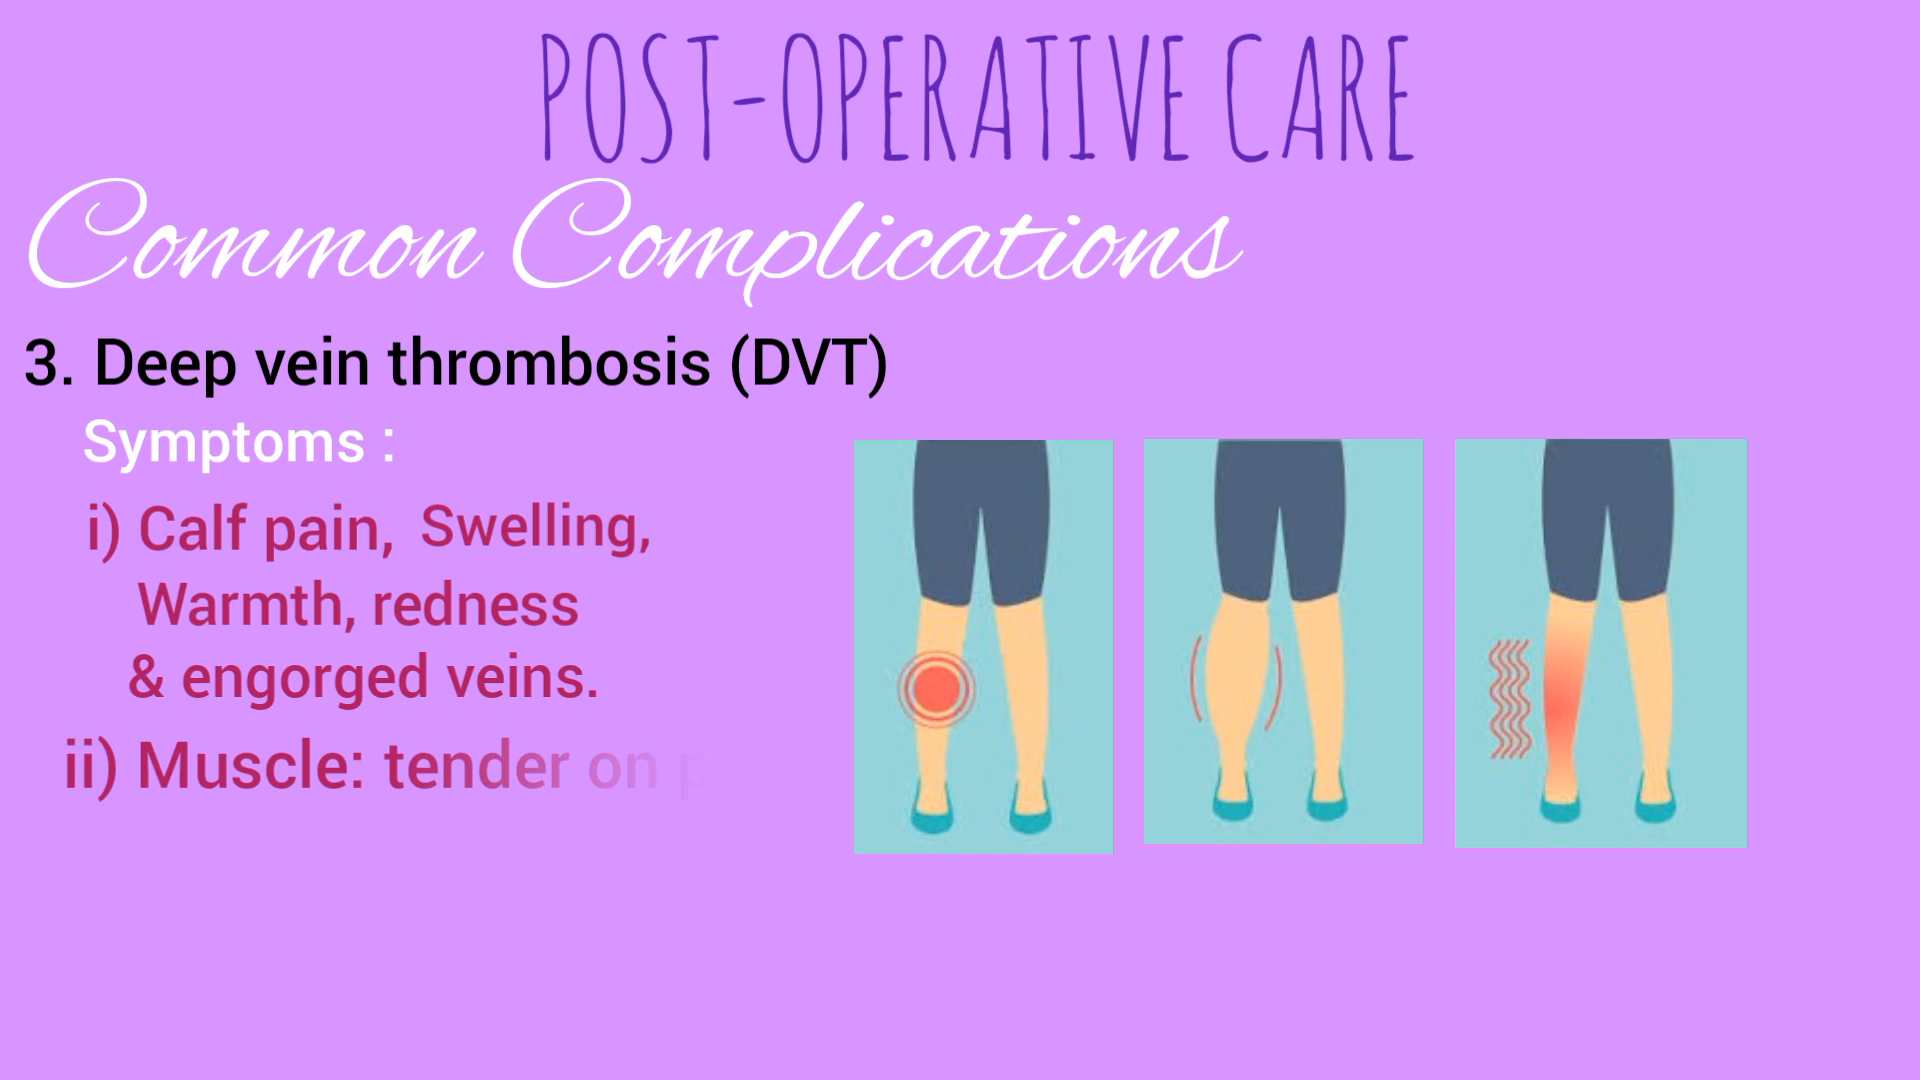 POST-OPERATIVE CARE
Common Complications
3. Deep vein thrombosis (DVT)
Symptoms :
i) Calf pain, Swelling,
Warmth, redness
& engorged veins.
ii) Muscle: tender on